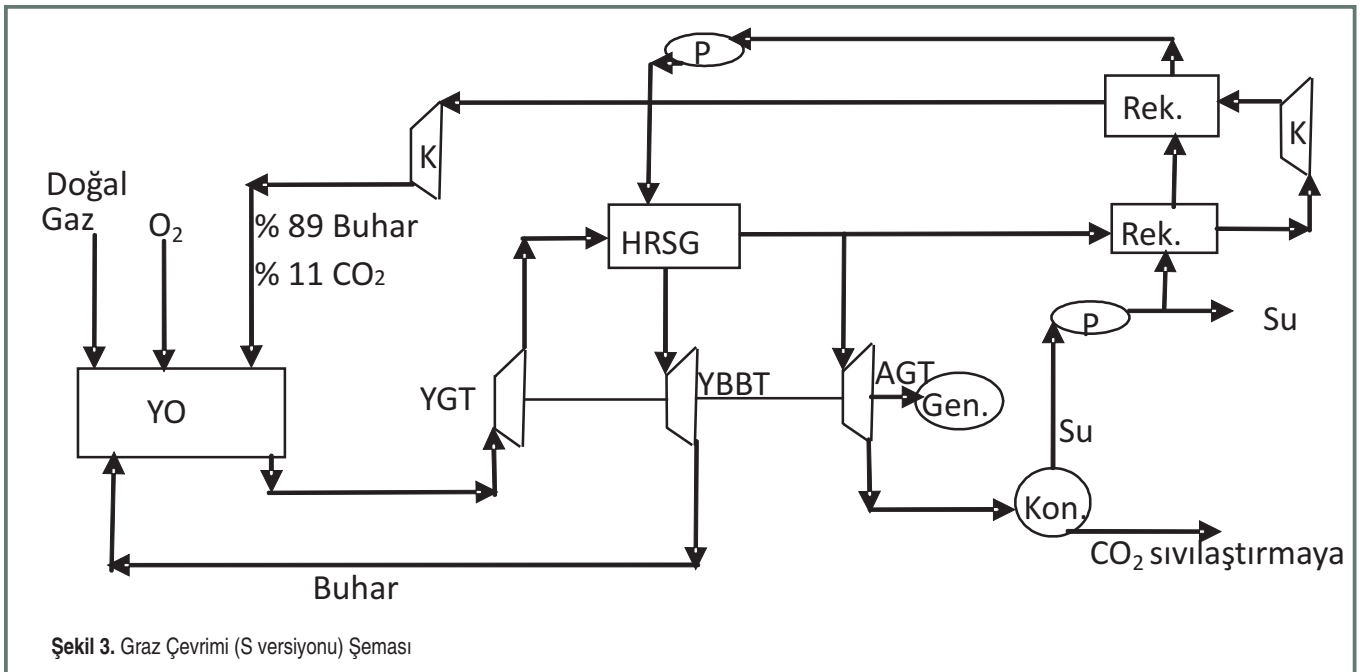 P
Rek.
K
K
Doğal
Gaz
O₂
% 89 Buhar
% 11 CO₂
HRSG
Rek.
P
Su
YO
YGT
YBBT
AGT
Gen.
Su
Kon.
CO₂ sıvılaştırmaya
Buhar
Şekil 3. Graz Çevrimi (S versiyonu) Şeması